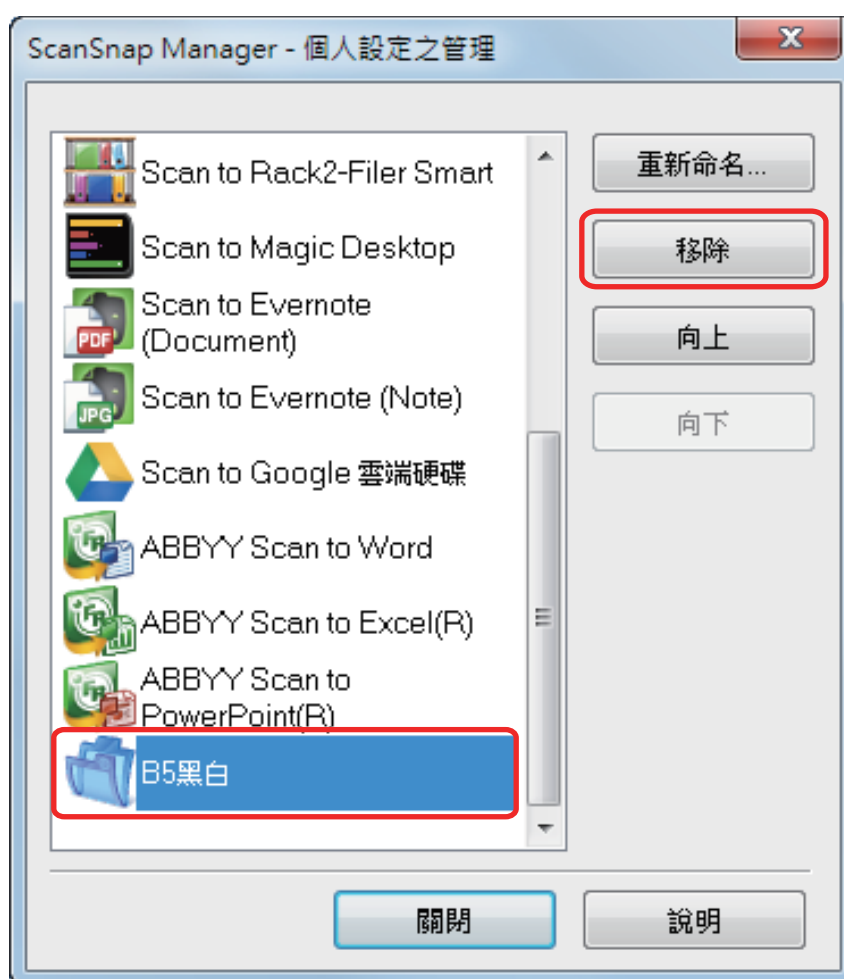 ScanSnap Manager - 個人設定之管理
Scan to Rack2-Filer Smart
Scan to Magic Desktop
Scan to Evernote
(Document)
PDF
Scan to Evernote (Note)
JPG
Scan to Google 雲端硬碟
ABBYY Scan to Word
ABBYY Scan to Excel(R)
ABBYY Scan to
PowerPoint(R)
B5黑白
重新命名...
移除
向上
向下
關閉
說明